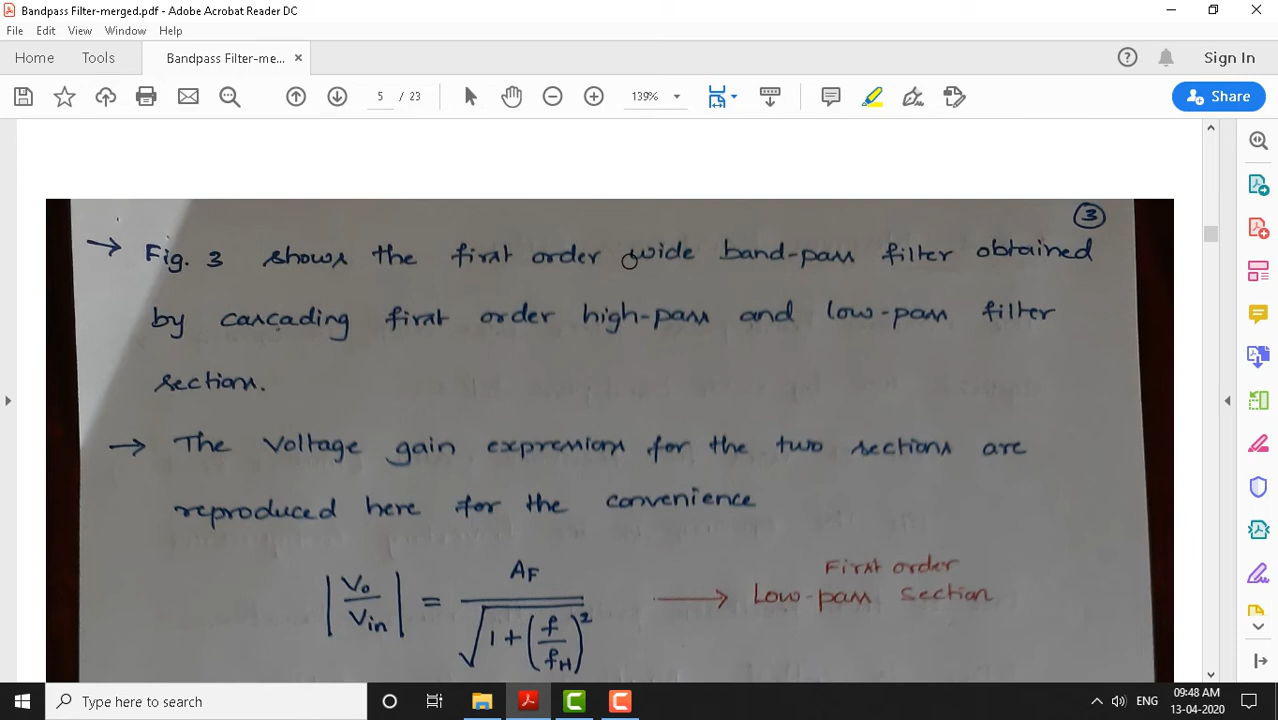 Bandpass Filter-merged.pdf - Adobe Acrobat Reader DC
File Edit View Window Help
Home Tools Bandpass Filter-me... ×
Sign In
5 / 23 139% Share
③
→ Fig. 3 shows the first order wide band-pass filter obtained
by cascading first order high-pass and low-pass filter
section.
→ The Voltage gain expressions for the two sections are
reproduced here for the convenience
|Vo/Vin| = AF/√(1+(f/fH)²) → First order
Low-pass section
Type here to search
ENG
09:48 AM
13-04-2020